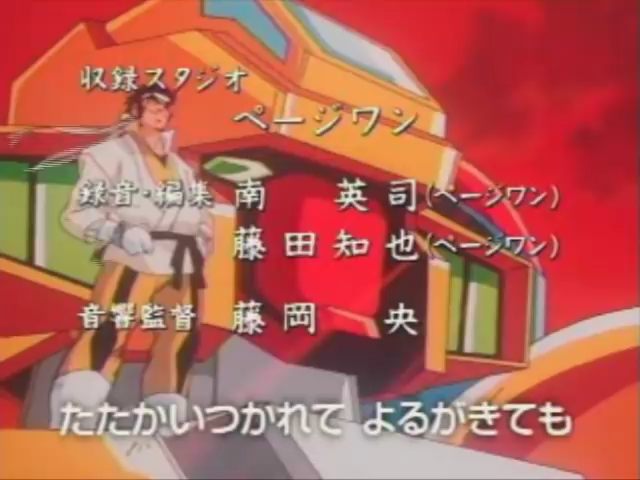 収録スタジオ
ページワン
録音・編集 南 英司(ページワン)
藤田知也(ページワン)
音響監督 藤岡 央
たたかいつかれて よるがきても